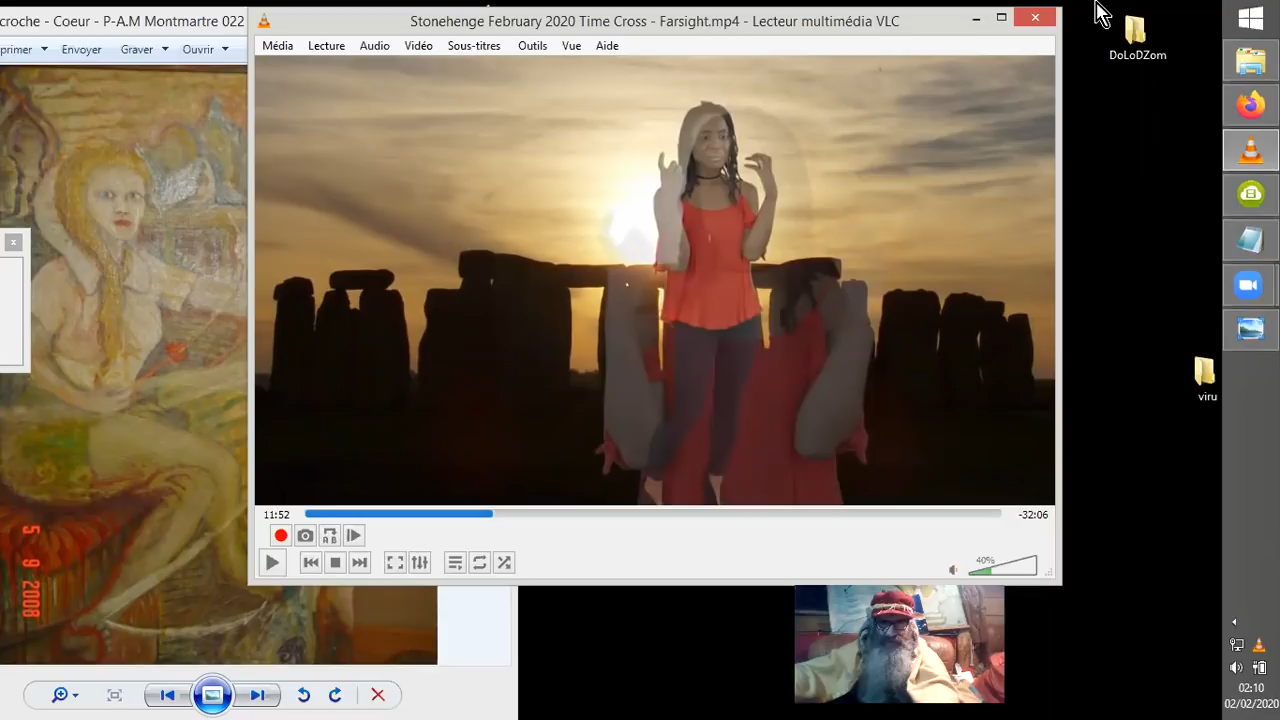 croche - Coeur - P-A.M Montmartre 022
primer Envoyer Graver Ouvrir
5 9 2008
Stonehenge February 2020 Time Cross - Farsight.mp4 - Lecteur multimédia VLC
Média Lecture Audio Vidéo Sous-titres Outils Vue Aide
11:52 -32:06
40%
DoLoDZom
viru
02:10
02/02/2020